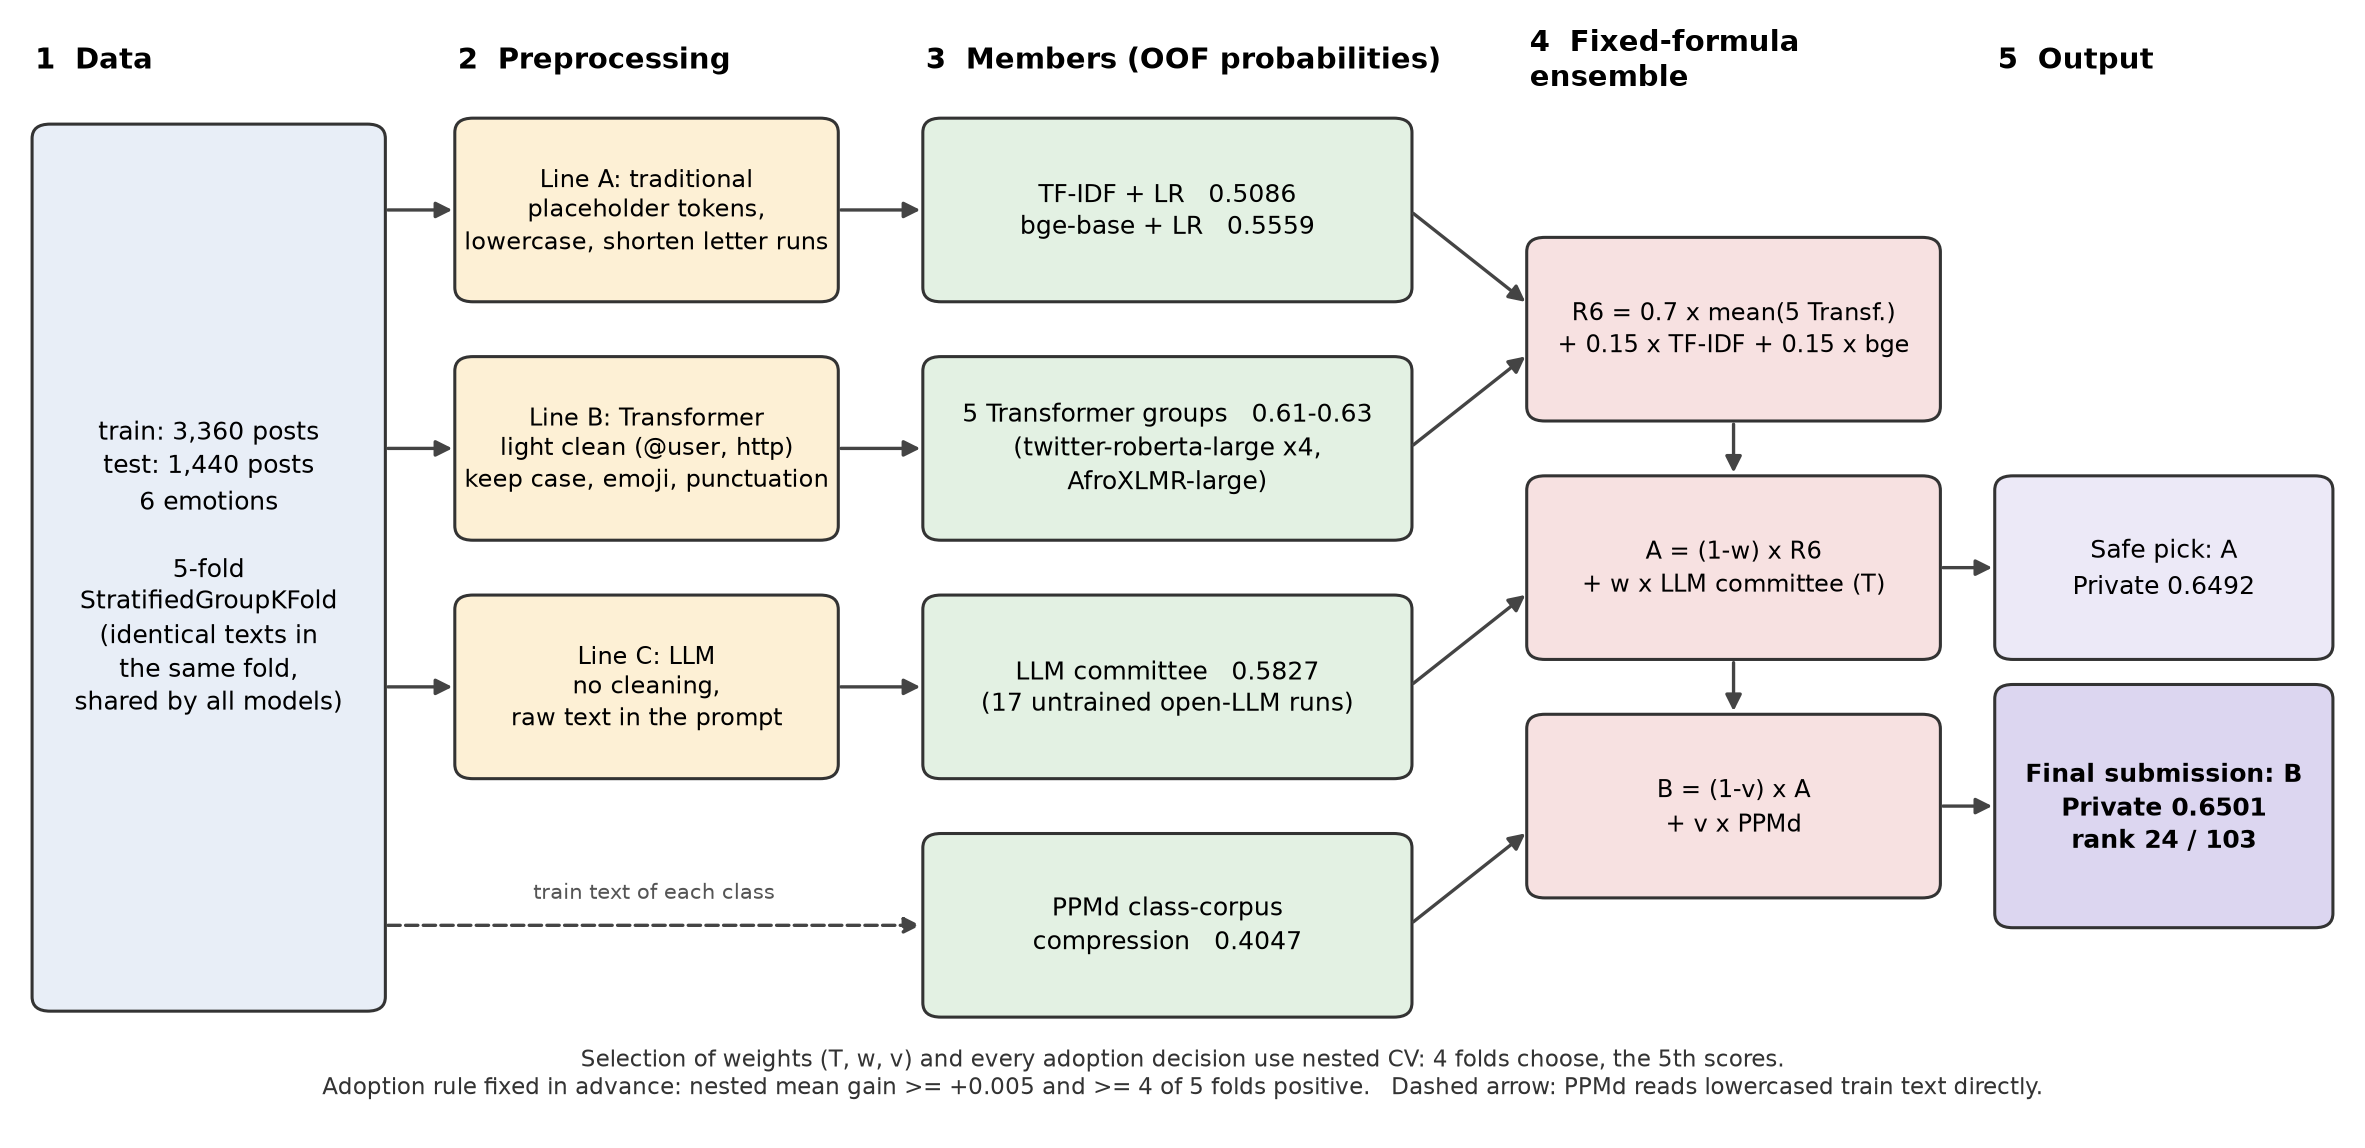 1  Data
2  Preprocessing
3  Members (OOF probabilities)
4  Fixed-formula
ensemble
5  Output
train: 3,360 posts
test: 1,440 posts
6 emotions
5-fold
StratifiedGroupKFold
(identical texts in
the same fold,
shared by all models)
Line A: traditional
placeholder tokens,
lowercase, shorten letter runs
Line B: Transformer
light clean (@user, http)
keep case, emoji, punctuation
Line C: LLM
no cleaning,
raw text in the prompt
train text of each class
TF-IDF + LR   0.5086
bge-base + LR   0.5559
5 Transformer groups   0.61-0.63
(twitter-roberta-large x4,
AfroXLMR-large)
LLM committee   0.5827
(17 untrained open-LLM runs)
PPMd class-corpus
compression   0.4047
R6 = 0.7 x mean(5 Transf.)
+ 0.15 x TF-IDF + 0.15 x bge
A = (1-w) x R6
+ w x LLM committee (T)
B = (1-v) x A
+ v x PPMd
Safe pick: A
Private 0.6492
Final submission: B
Private 0.6501
rank 24 / 103
Selection of weights (T, w, v) and every adoption decision use nested CV: 4 folds choose, the 5th scores.
Adoption rule fixed in advance: nested mean gain >= +0.005 and >= 4 of 5 folds positive.   Dashed arrow: PPMd reads lowercased train text directly.